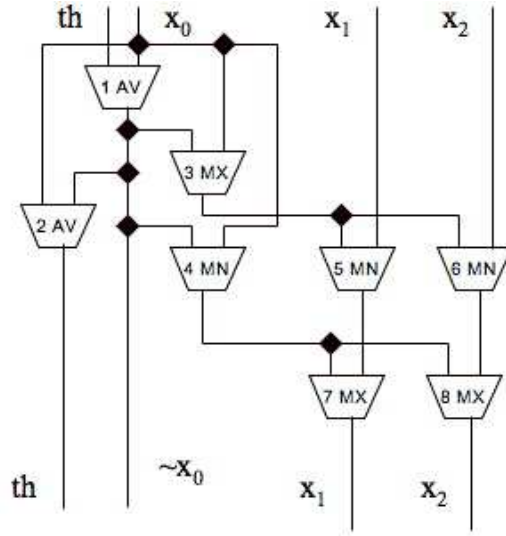 th x₀ x₁ x₂
1 AV
3 MX
2 AV 4 MN 5 MN 6 MN
7 MX 8 MX
th ~x₀ x₁ x₂